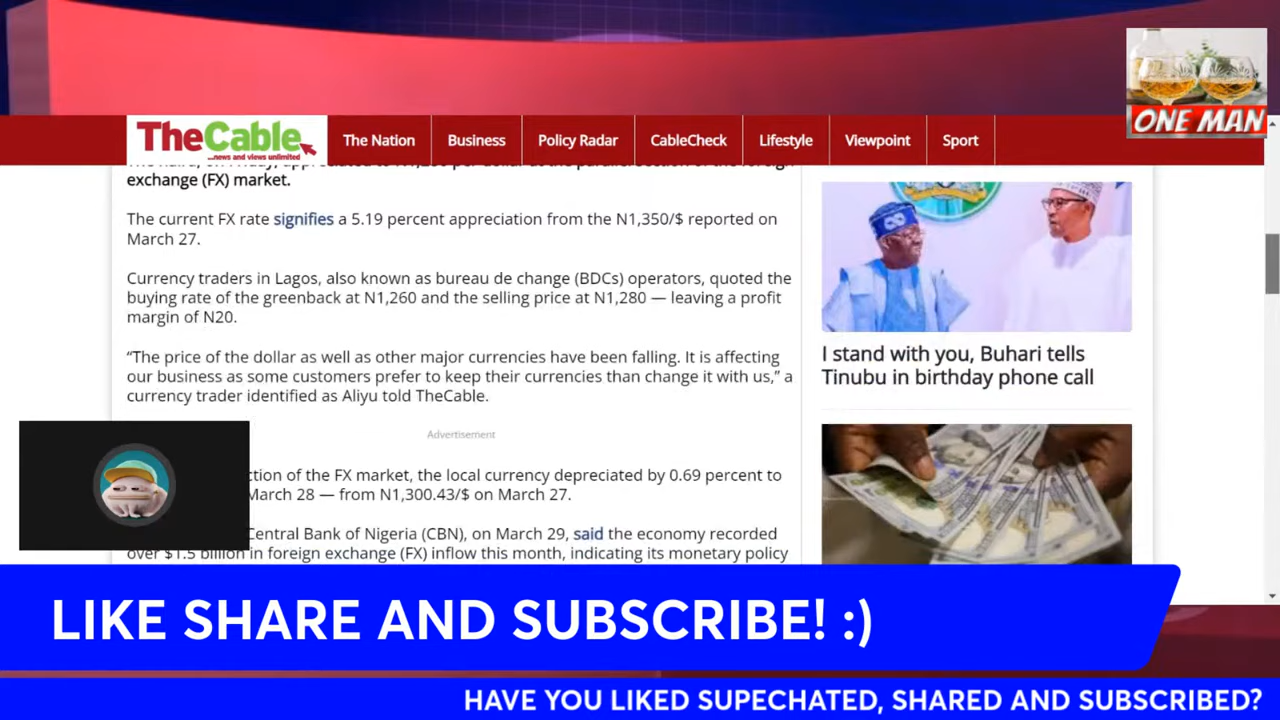 TheCable
...news and views unlimited
The Nation
Business
Policy Radar
CableCheck
Lifestyle
Viewpoint
Sport
ONE MAN
exchange (FX) market.
The current FX rate signifies a 5.19 percent appreciation from the N1,350/$ reported on
March 27.
Currency traders in Lagos, also known as bureau de change (BDCs) operators, quoted the
buying rate of the greenback at N1,260 and the selling price at N1,280 — leaving a profit
margin of N20.
“The price of the dollar as well as other major currencies have been falling. It is affecting
our business as some customers prefer to keep their currencies than change it with us,” a
currency trader identified as Aliyu told TheCable.
Advertisement
ction of the FX market, the local currency depreciated by 0.69 percent to
March 28 — from N1,300.43/$ on March 27.
Central Bank of Nigeria (CBN), on March 29, said the economy recorded
over $1.5 billion in foreign exchange (FX) inflow this month, indicating its monetary policy
I stand with you, Buhari tells
Tinubu in birthday phone call
LIKE SHARE AND SUBSCRIBE! :)
HAVE YOU LIKED SUPECHATED, SHARED AND SUBSCRIBED?